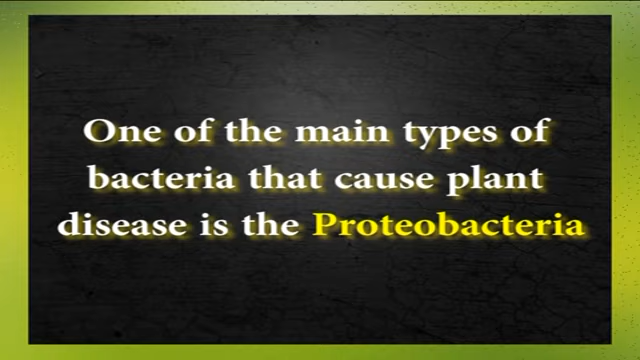 One of the main types of
bacteria that cause plant
disease is the Proteobacteria